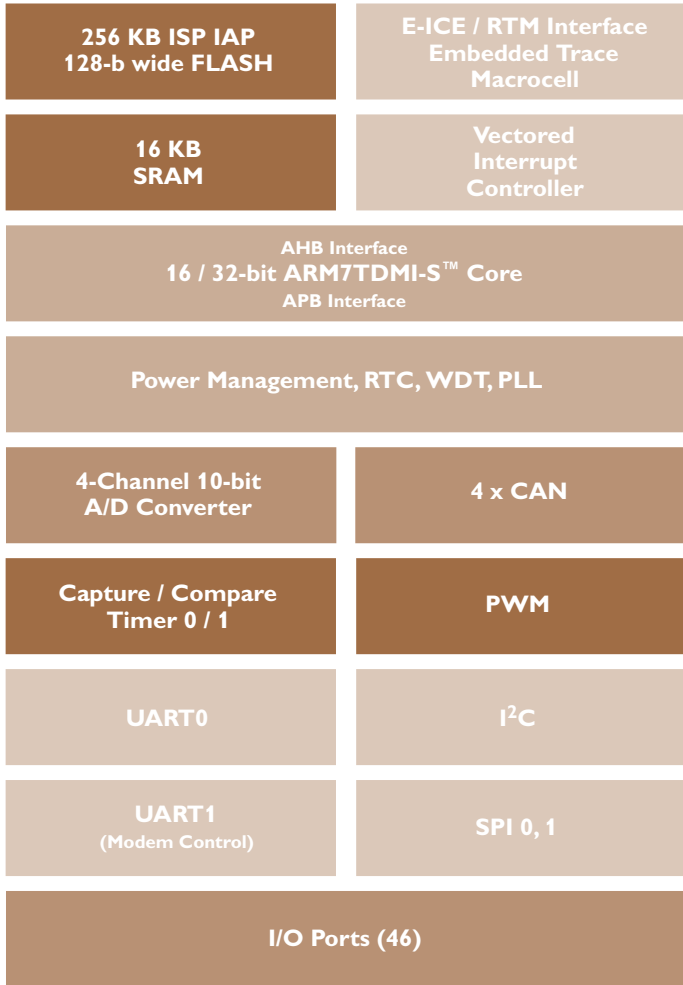 256 KB ISP IAP
128-b wide FLASH
E-ICE / RTM Interface
Embedded Trace
Macrocell
16 KB
SRAM
Vectored
Interrupt
Controller
AHB Interface
16 / 32-bit ARM7TDMI-S™ Core
APB Interface
Power Management, RTC, WDT, PLL
4-Channel 10-bit
A/D Converter
4 x CAN
Capture / Compare
Timer 0 / 1
PWM
UART0
I²C
UART1
(Modem Control)
SPI 0, 1
I/O Ports (46)